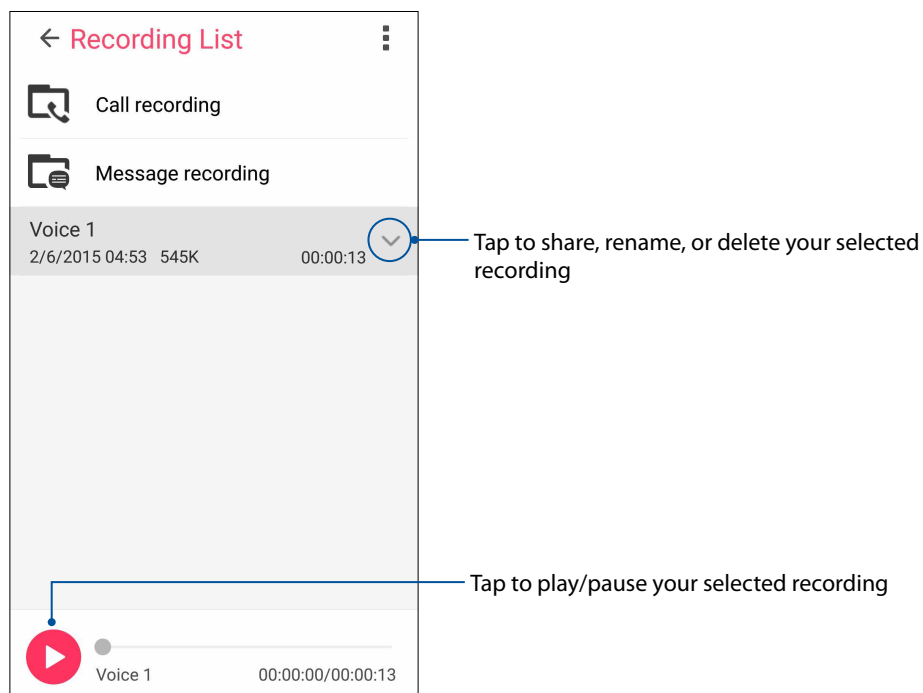 Recording List
Call recording
Message recording
Voice 1
2/6/2015 04:53 545K 00:00:13
Tap to share, rename, or delete your selected
recording
Tap to play/pause your selected recording
Voice 1 00:00:00/00:00:13